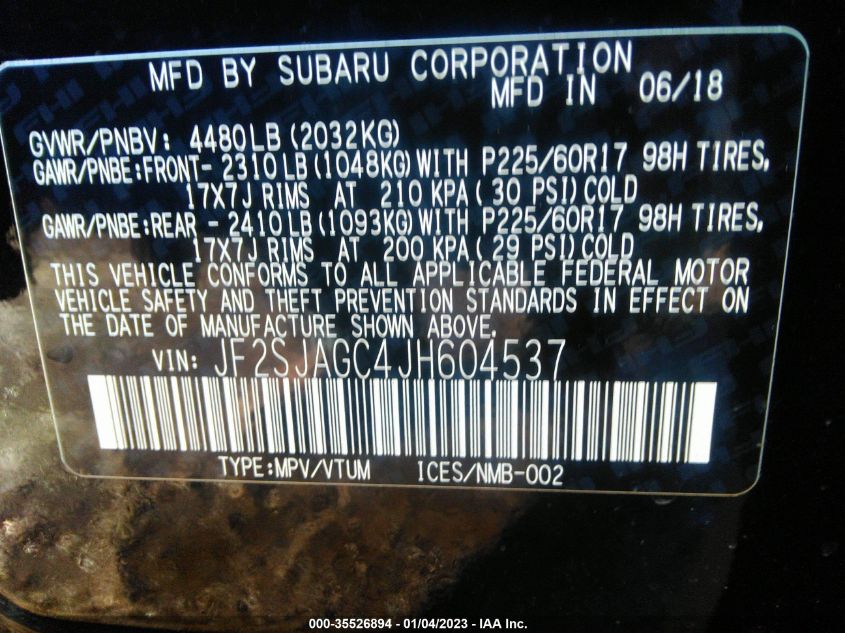 MFD BY SUBARU CORPORATION
MFD IN 06/18
GVWR/PNBV: 4480LB (2032KG)
GAWR/PNBE:FRONT- 2310 LB (1048KG) WITH P225/60R17 98H TIRES,
17X7J RIMS AT 210 KPA ( 30 PSI) COLD
GAWR/PNBE:REAR - 2410 LB (1093KG) WITH P225/60R17 98H TIRES,
17X7J RIMS AT 200 KPA ( 29 PSI) COLD
THIS VEHICLE CONFORMS TO ALL APPLICABLE FEDERAL MOTOR
VEHICLE SAFETY AND THEFT PREVENTION STANDARDS IN EFFECT ON
THE DATE OF MANUFACTURE SHOWN ABOVE.
VIN: JF2SJAGC4JH604537
TYPE:MPV/VTUM ICES/NMB-002
000-35526894 - 01/04/2023 - IAA Inc.